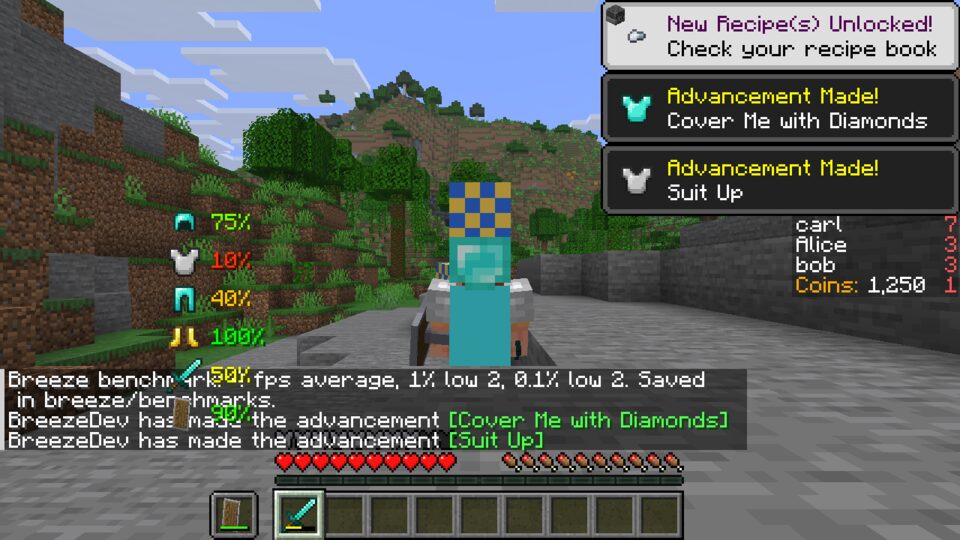 New Recipe(s) Unlocked!
Check your recipe book
Advancement Made!
Cover Me with Diamonds
Advancement Made!
Suit Up
carl 7
Alice 3
bob 3
Coins: 1,250 1
75%
10%
40%
100%
50%
90%
Breeze fps average, 1% low 2, 0.1% low 2. Saved
in breeze/benchmarks.
BreezeDev has made the advancement [Cover Me with Diamonds]
BreezeDev has made the advancement [Suit Up]